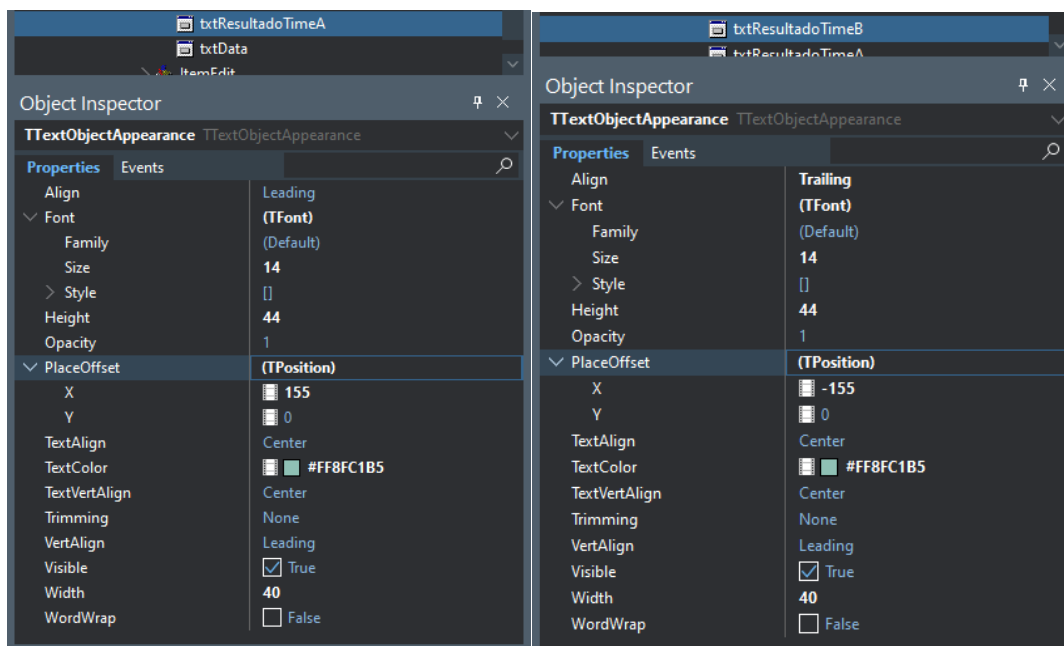 txtResultadoTimeA
txtData
ItemEdit
Object Inspector
TTextObjectAppearance TTextObjectAppearance
Properties Events
Align Leading
Font (TFont)
Family (Default)
Size 14
Style []
Height 44
Opacity 1
PlaceOffset (TPosition)
X 155
Y 0
TextAlign Center
TextColor #FF8FC1B5
TextVertAlign Center
Trimming None
VertAlign Leading
Visible True
Width 40
WordWrap False
txtResultadoTimeB
txtResultadoTimeA
Object Inspector
TTextObjectAppearance TTextObjectAppearance
Properties Events
Align Trailing
Font (TFont)
Family (Default)
Size 14
Style []
Height 44
Opacity 1
PlaceOffset (TPosition)
X -155
Y 0
TextAlign Center
TextColor #FF8FC1B5
TextVertAlign Center
Trimming None
VertAlign Leading
Visible True
Width 40
WordWrap False